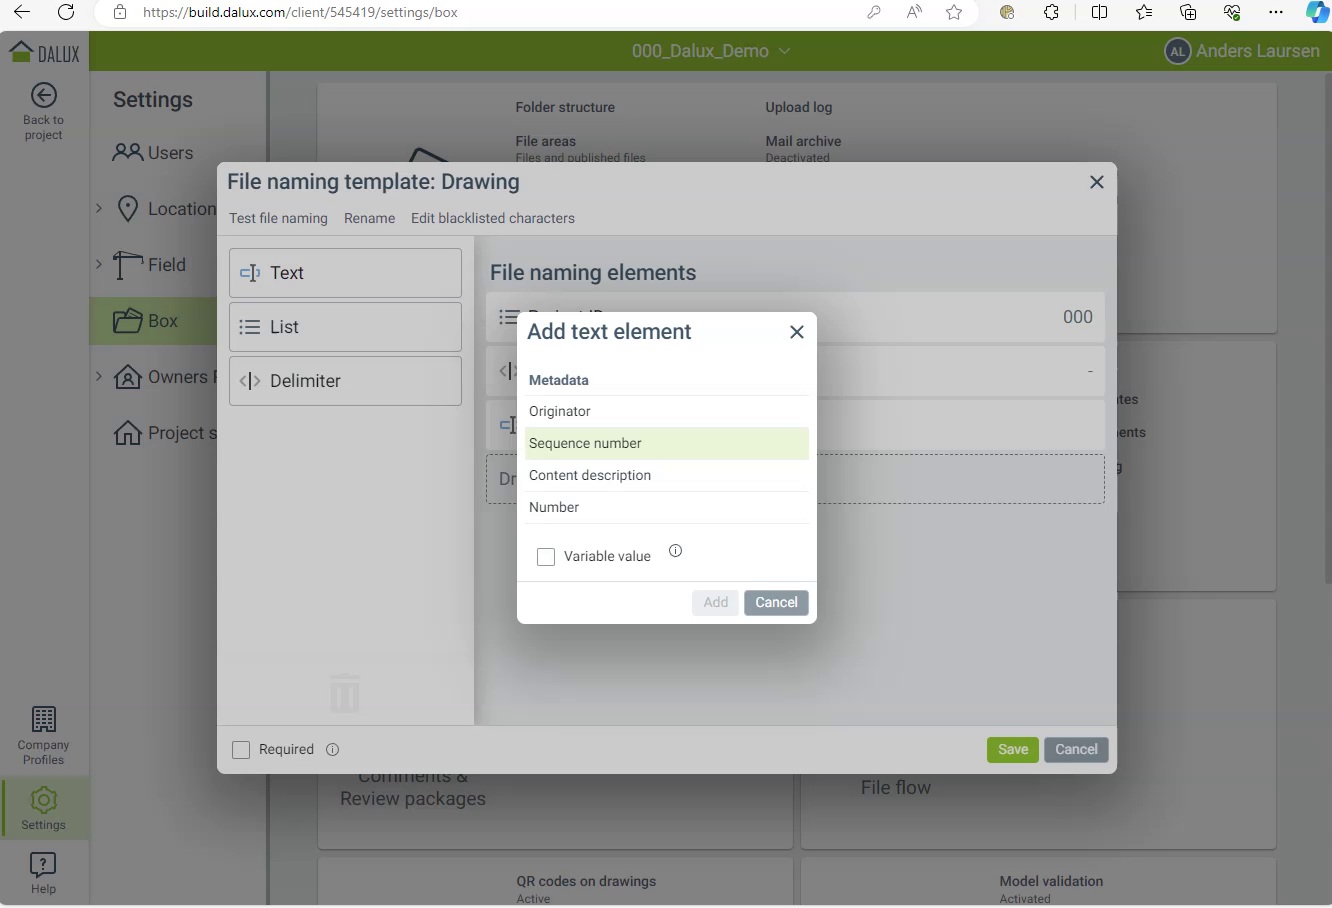 https://build.dalux.com/client/545419/settings/box
DALUX
000_Dalux_Demo
AL Anders Laursen
Back to
project
Settings
Users
Location
Field
Box
Owners
Project s
Folder structure
Upload log
File areas
Files and published files
Mail archive
Deactivated
File naming template: Drawing
Test file naming
Rename
Edit blacklisted characters
Text
List
Delimiter
File naming elements
000
-
Dr
Add text element
Metadata
Originator
Sequence number
Content description
Number
Variable value
Add
Cancel
Required
Save
Cancel
Comments &
Review packages
File flow
QR codes on drawings
Active
Model validation
Activated
Company
Profiles
Settings
Help